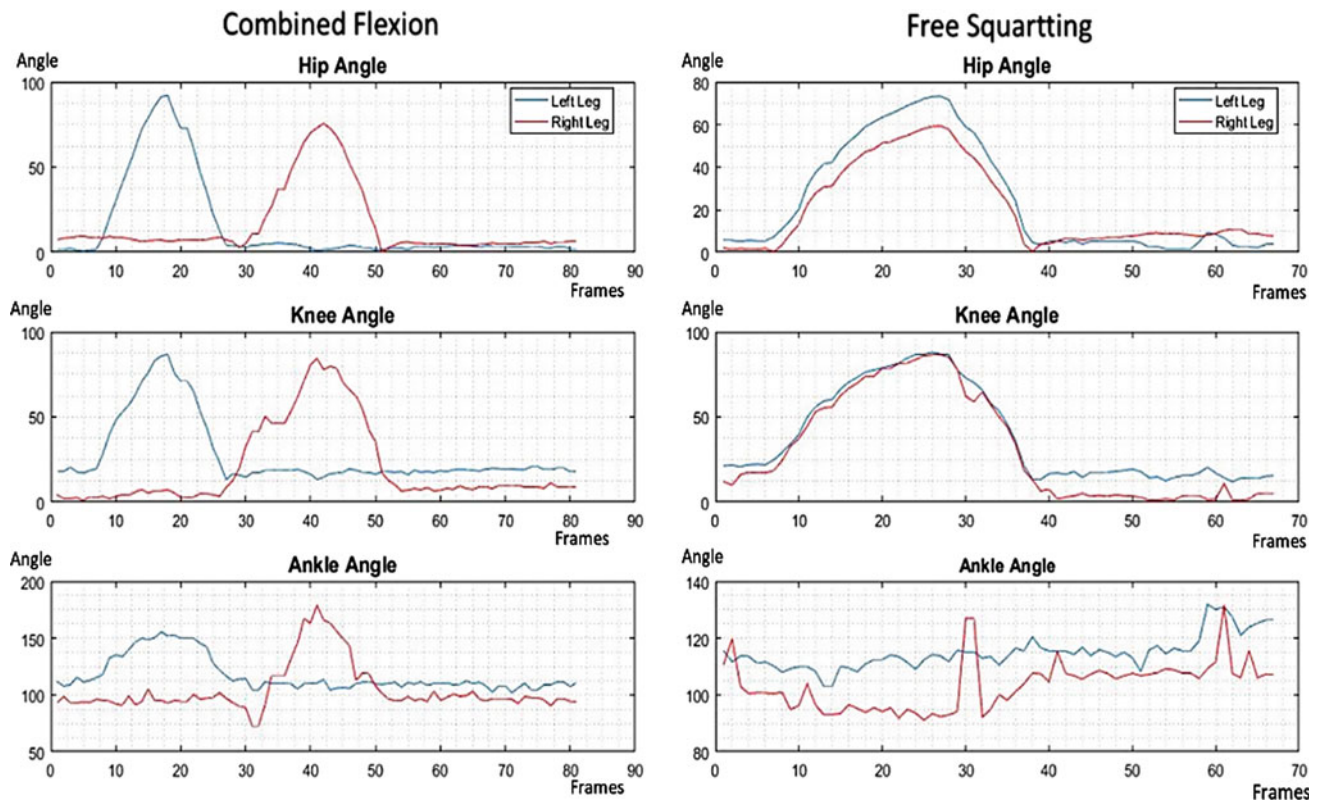 Combined Flexion
Free Squartting
Angle
Hip Angle
100
50
0
0 10 20 30 40 50 60 70 80 90
Frames
Left Leg
Right Leg
Angle
Knee Angle
100
50
0
0 10 20 30 40 50 60 70 80 90
Frames
Angle
Ankle Angle
200
150
100
50
0 10 20 30 40 50 60 70 80 90
Frames
Angle
Hip Angle
80
60
40
20
0
0 10 20 30 40 50 60 70
Frames
Left Leg
Right Leg
Angle
Knee Angle
100
50
0
0 10 20 30 40 50 60 70
Frames
Angle
Ankle Angle
140
120
100
80
0 10 20 30 40 50 60 70
Frames